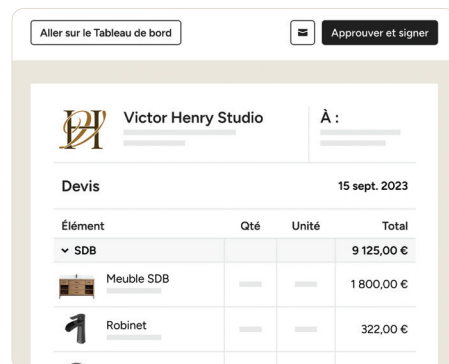 Aller sur le Tableau de bord
Approuver et signer
Victor Henry Studio
À :
Devis
15 sept. 2023
Élément Qté Unité Total
SDB 9 125,00 €
Meuble SDB 1 800,00 €
Robinet 322,00 €